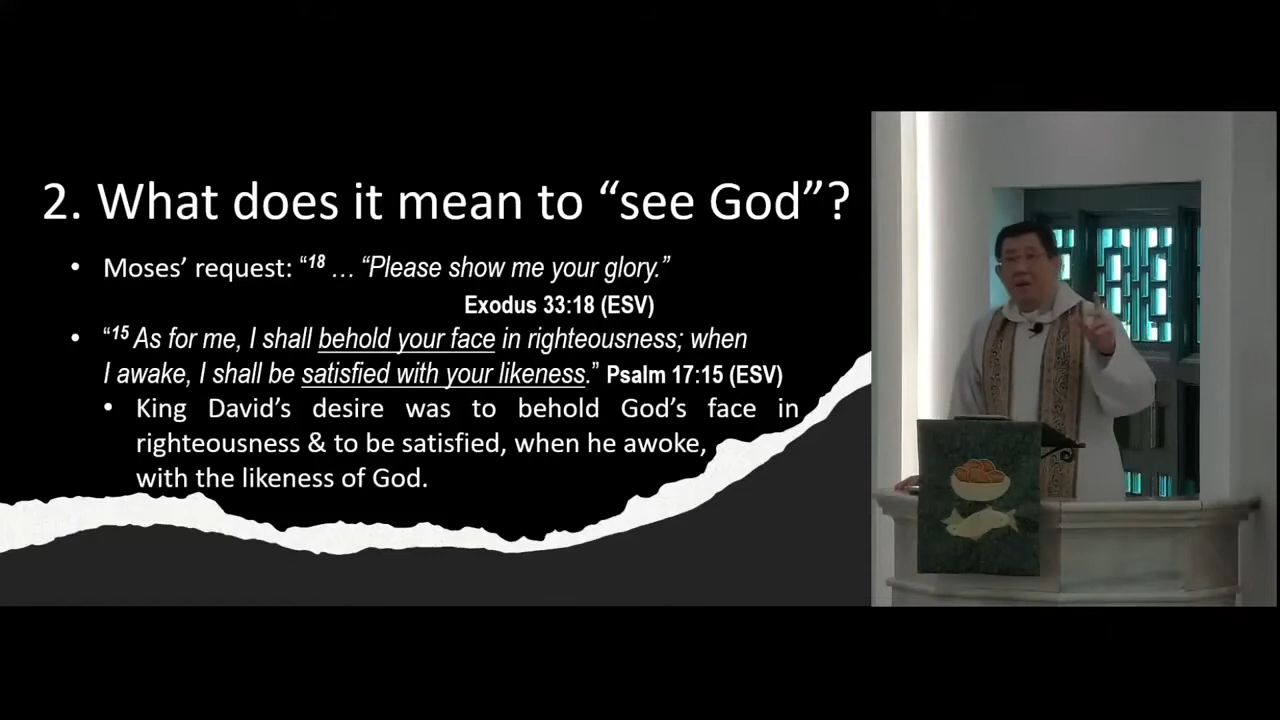 2. What does it mean to “see God”?
• Moses’ request: “18 … “Please show me your glory.”
Exodus 33:18 (ESV)
• “15 As for me, I shall behold your face in righteousness; when
I awake, I shall be satisfied with your likeness.” Psalm 17:15 (ESV)
• King David’s desire was to behold God’s face in
righteousness & to be satisfied, when he awoke,
with the likeness of God.